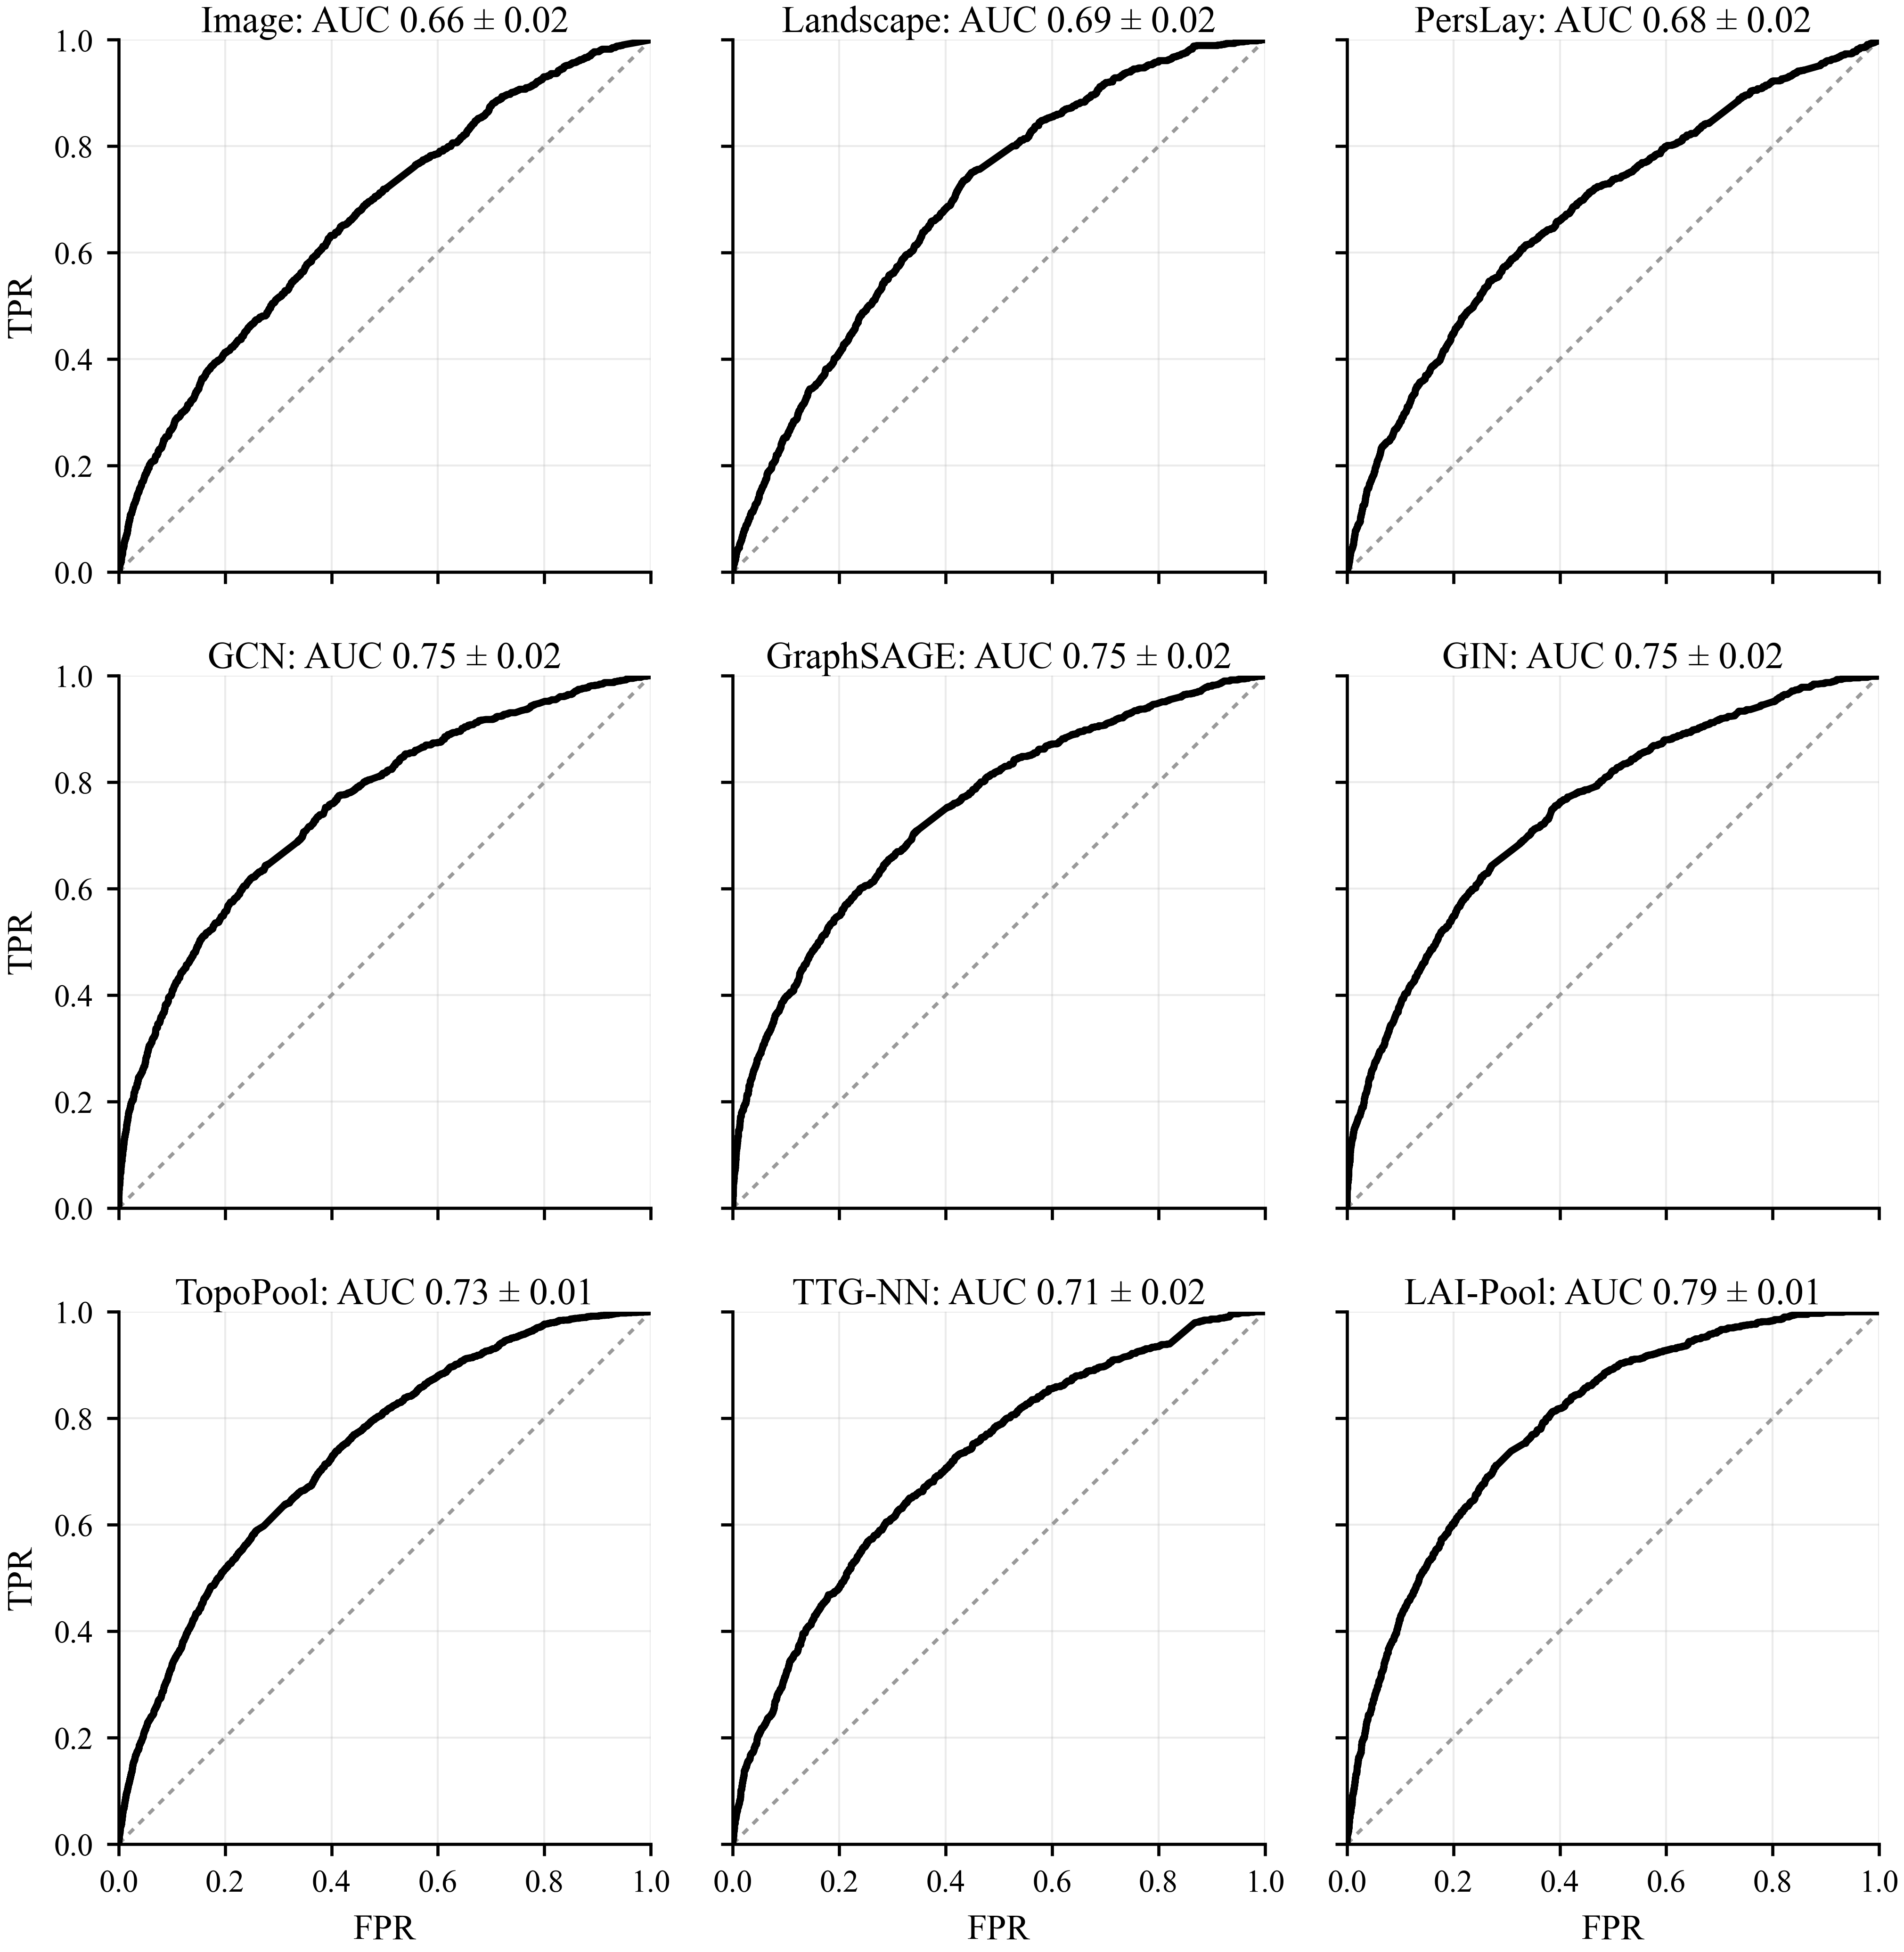 Image: AUC 0.66 ± 0.02
Landscape: AUC 0.69 ± 0.02
PersLay: AUC 0.68 ± 0.02
1.0
0.8
0.6
0.4
0.2
0.0
TPR
GCN: AUC 0.75 ± 0.02
GraphSAGE: AUC 0.75 ± 0.02
GIN: AUC 0.75 ± 0.02
1.0
0.8
0.6
0.4
0.2
0.0
TPR
TopoPool: AUC 0.73 ± 0.01
TTG-NN: AUC 0.71 ± 0.02
LAI-Pool: AUC 0.79 ± 0.01
1.0
0.8
0.6
0.4
0.2
0.0
TPR
0.0 0.2 0.4 0.6 0.8 1.0
FPR
0.0 0.2 0.4 0.6 0.8 1.0
FPR
0.0 0.2 0.4 0.6 0.8 1.0
FPR